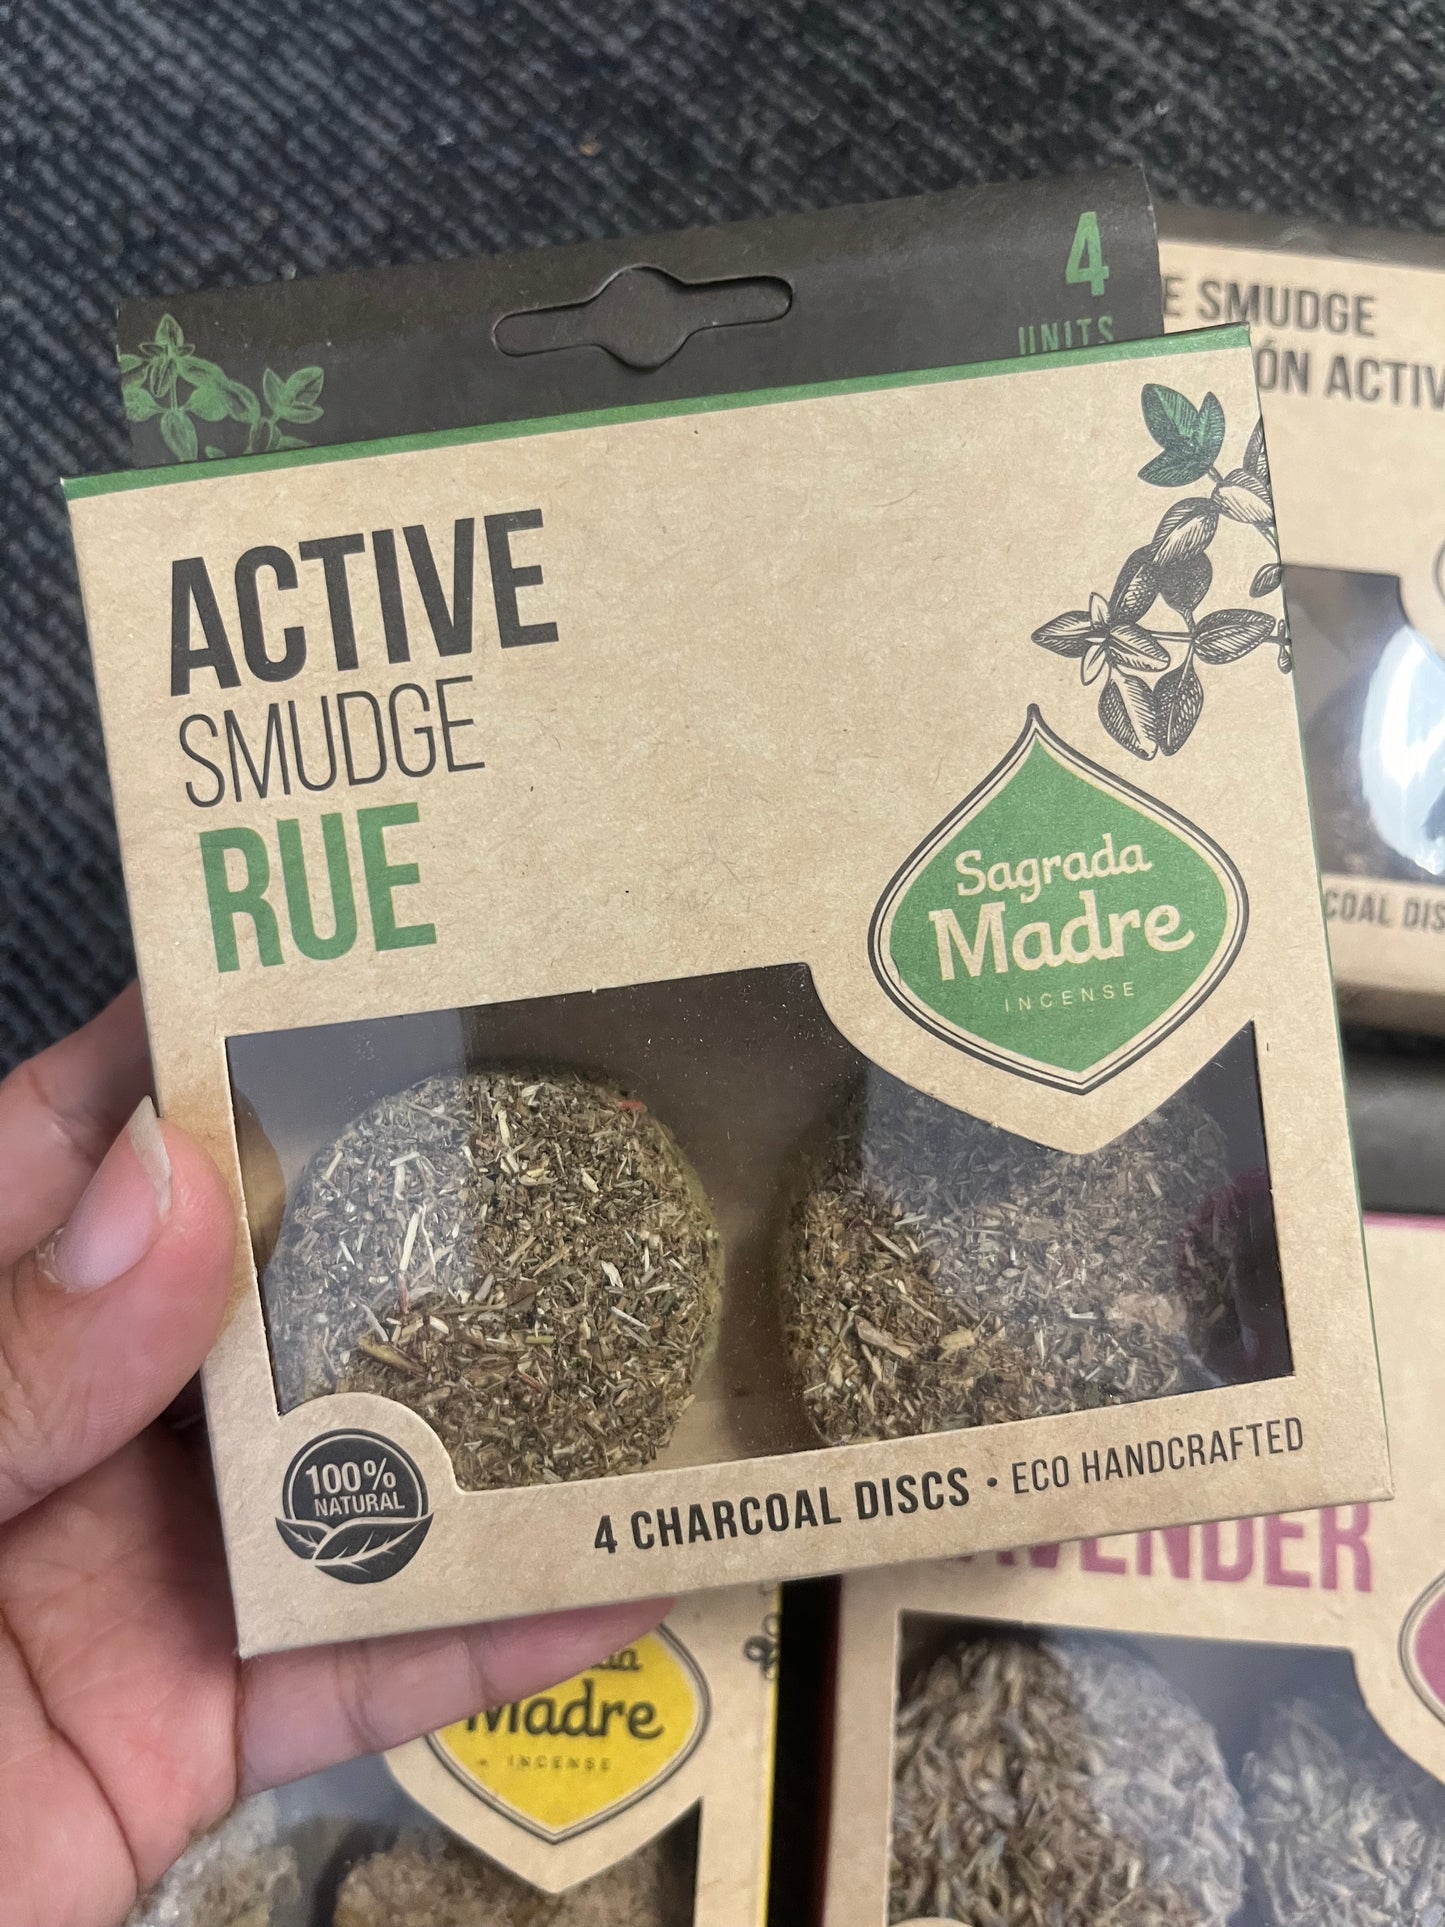 4
UNITS
ACTIVE
SMUDGE
RUE
Sagrada
Madre
INCENSE
100%
NATURAL
4 CHARCOAL DISCS • ECO HANDCRAFTED
E SMUDGE
ÓN ACTIV
COAL DIS
AVENDER
Madre
INCENSE